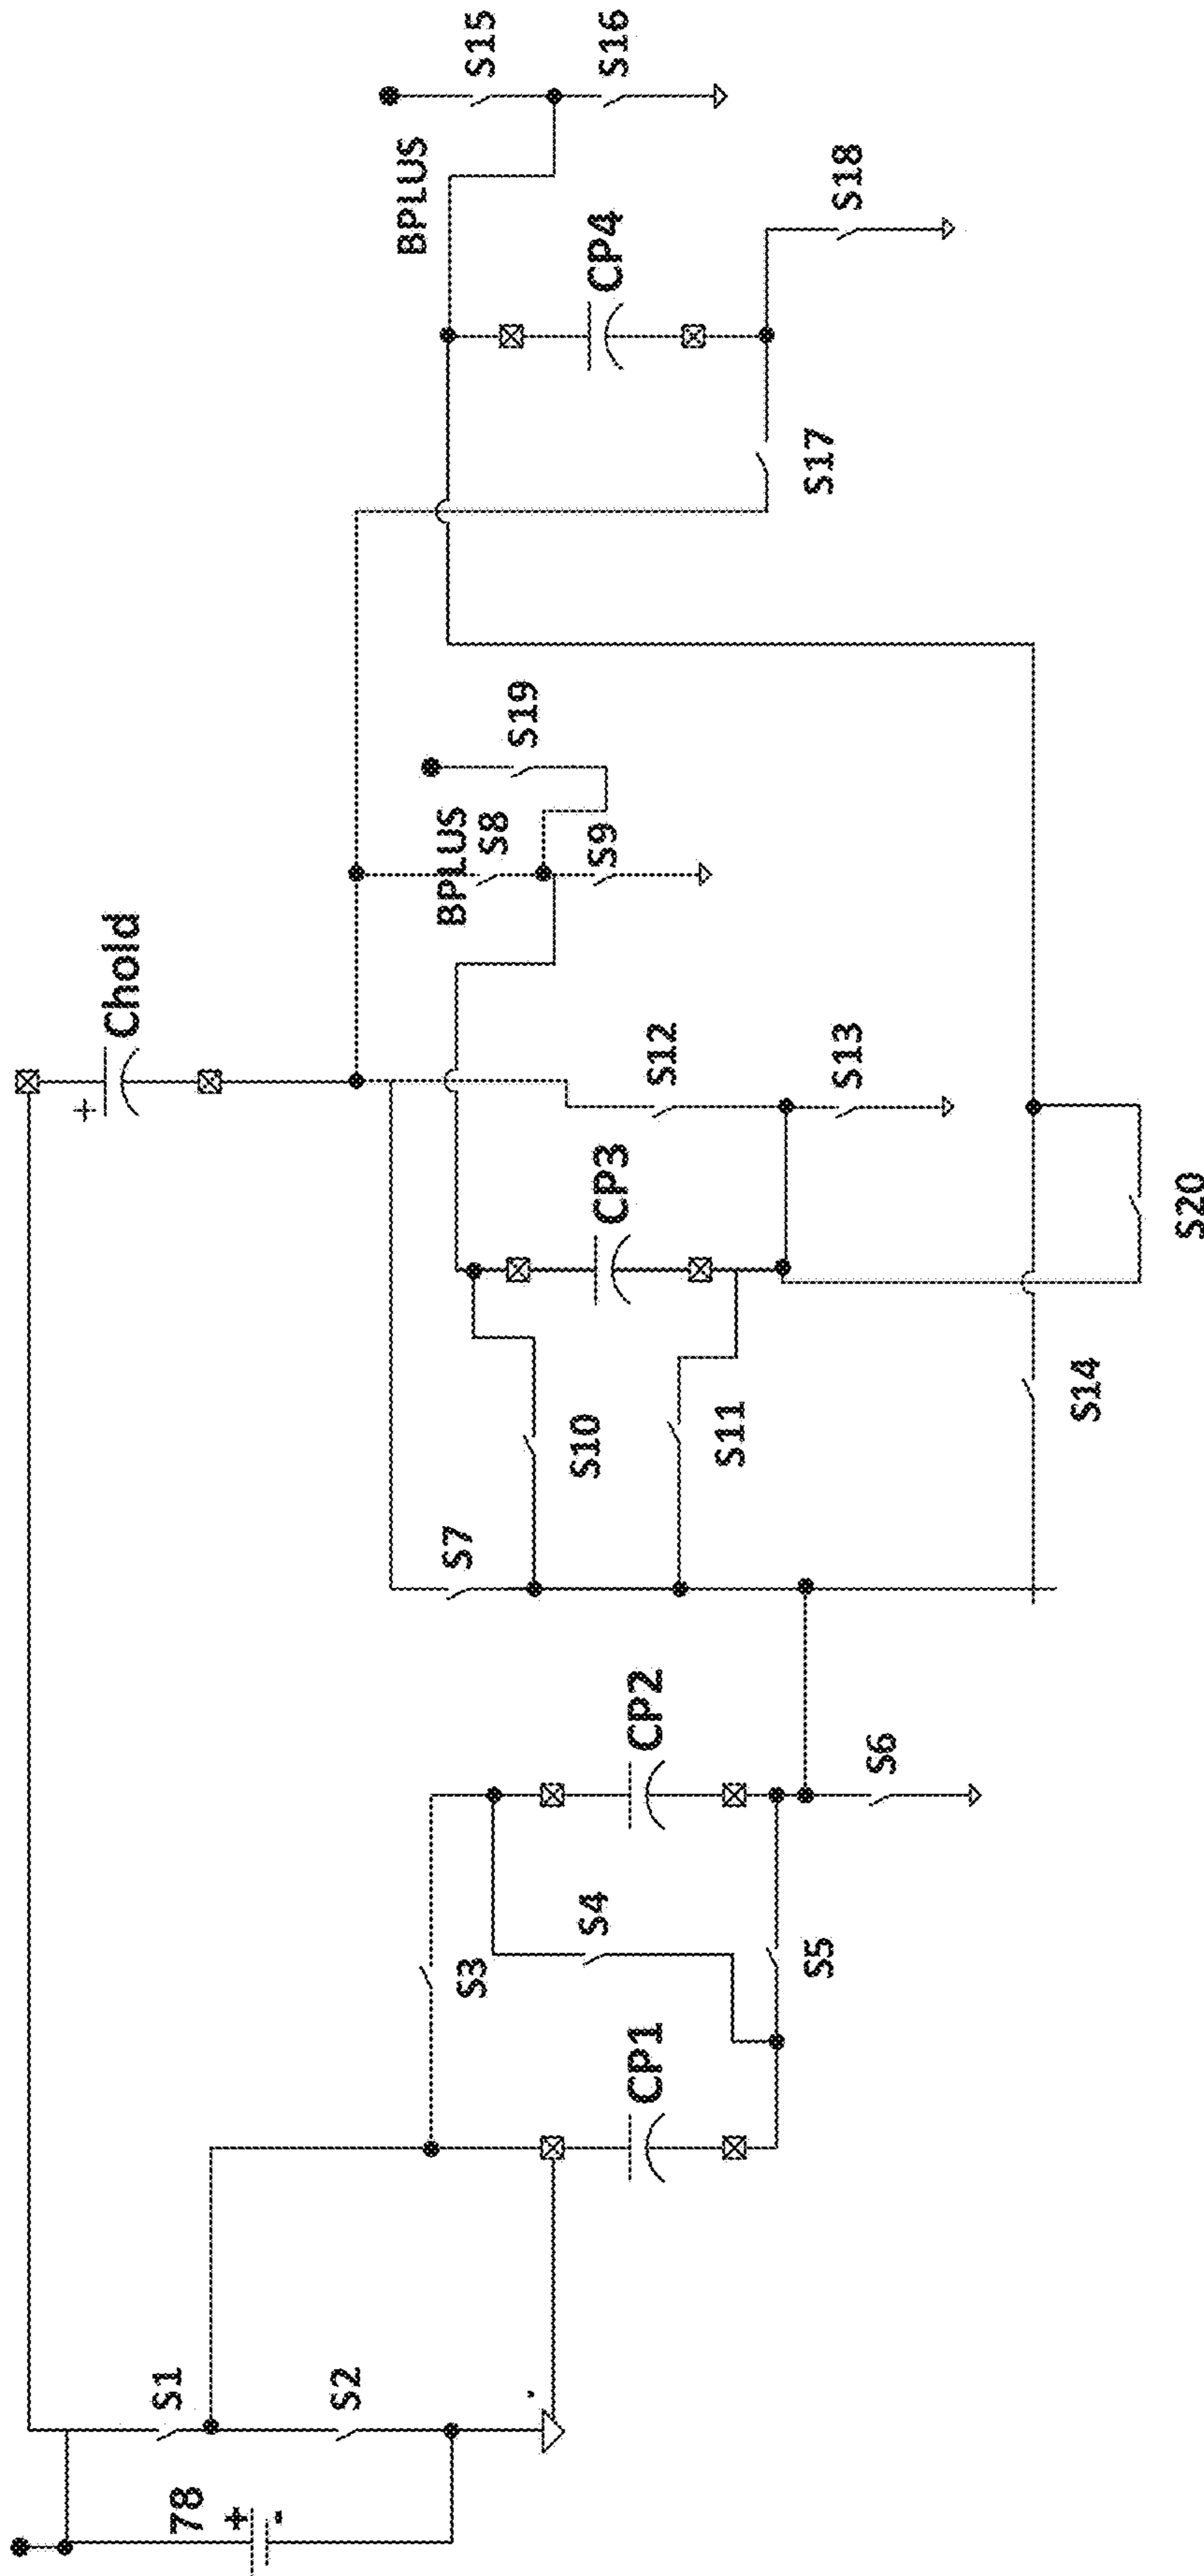 78
+
-
S1
S2
CP1
S3
S4
S5
CP2
S6
S7
S10
S11
S14
CP3
S20
+
Chold
S12
S13
BPLUS
S8
S9
S19
S17
CP4
BPLUS
S18
S15
S16